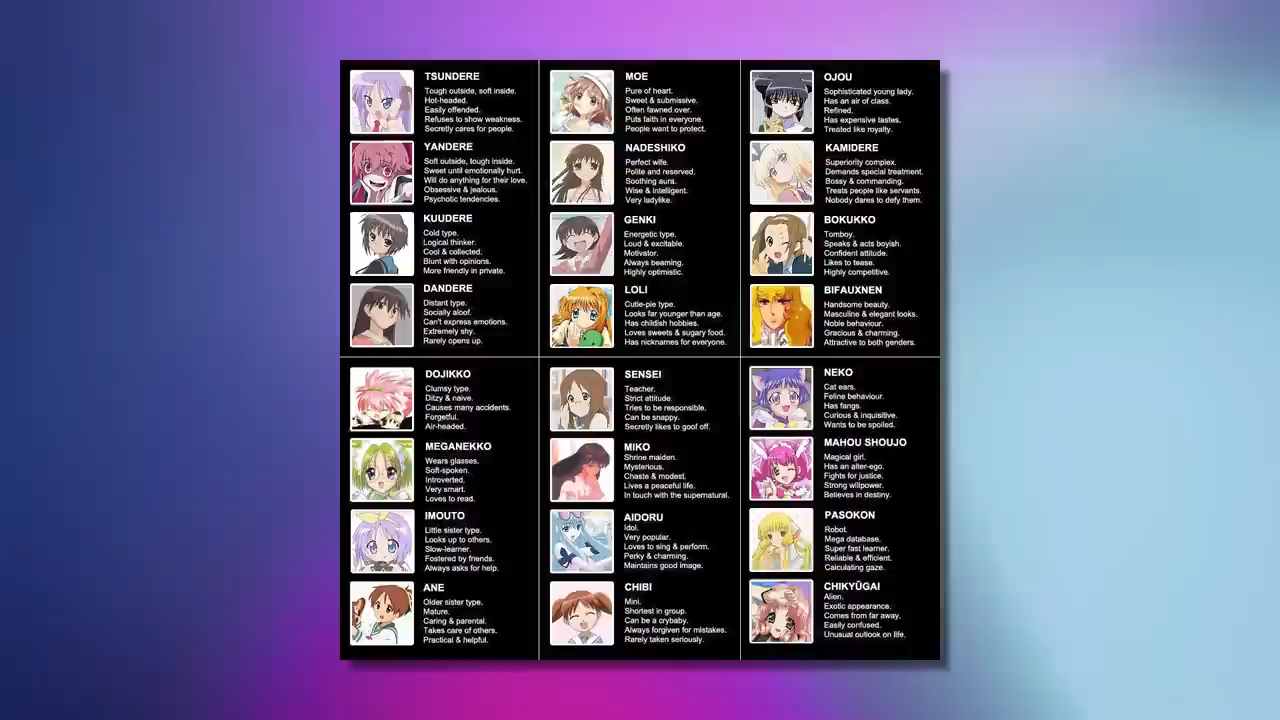 TSUNDERE
Tough outside, soft inside.
Hot-headed.
Easily offended.
Refuses to show weakness.
Secretly cares for people.
YANDERE
Soft outside, tough inside.
Sweet until emotionally hurt.
Will do anything for their love.
Obsessive & jealous.
Psychotic tendencies.
KUUDERE
Cold type.
Logical thinker.
Cool & collected.
Blunt with opinions.
More friendly in private.
DANDERE
Distant type.
Socially aloof.
Can't express emotions.
Extremely shy.
Rarely opens up.
MOE
Pure of heart.
Sweet & submissive.
Often fawned over.
Puts faith in everyone.
People want to protect.
NADESHIKO
Perfect wife.
Polite and reserved.
Soothing aura.
Wise & intelligent.
Very ladylike.
GENKI
Energetic type.
Loud & excitable.
Motivator.
Always beaming.
Highly optimistic.
LOLI
Cutie-pie type.
Looks far younger than age.
Has childish hobbies.
Loves sweets & sugary food.
Has nicknames for everyone.
OJOU
Sophisticated young lady.
Has an air of class.
Refined.
Has expensive tastes.
Treated like royalty.
KAMIDERE
Superiority complex.
Demands special treatment.
Bossy & commanding.
Treats people like servants.
Nobody dares to defy them.
BOKUKKO
Tomboy.
Speaks & acts boyish.
Confident attitude.
Likes to tease.
Highly competitive.
BIFAUXNEN
Handsome beauty.
Masculine & elegant looks.
Noble behaviour.
Gracious & charming.
Attractive to both genders.
DOJIKKO
Clumsy type.
Ditzy & naive.
Causes many accidents.
Forgetful.
Air-headed.
MEGANEKKO
Wears glasses.
Soft-spoken.
Introverted.
Very smart.
Loves to read.
IMOUTO
Little sister type.
Looks up to others.
Slow-learner.
Fostered by friends.
Always asks for help.
ANE
Older sister type.
Mature.
Caring & parental.
Takes care of others.
Practical & helpful.
SENSEI
Teacher.
Strict attitude.
Tries to be responsible.
Can be snappy.
Secretly likes to goof off.
MIKO
Shrine maiden.
Mysterious.
Chaste & modest.
Lives a peaceful life.
In touch with the supernatural.
AIDORU
Idol.
Very popular.
Loves to sing & perform.
Perky & charming.
Maintains good image.
CHIBI
Mini.
Shortest in group.
Can be a crybaby.
Always forgiven for mistakes.
Rarely taken seriously.
NEKO
Cat ears.
Feline behaviour.
Has fangs.
Curious & inquisitive.
Wants to be spoiled.
MAHOU SHOUJO
Magical girl.
Has an alter-ego.
Fights for justice.
Strong willpower.
Believes in destiny.
PASOKON
Robot.
Mega database.
Super fast learner.
Reliable & efficient.
Calculating gaze.
CHIKYŪGAI
Alien.
Exotic appearance.
Comes from far away.
Easily confused.
Unusual outlook on life.